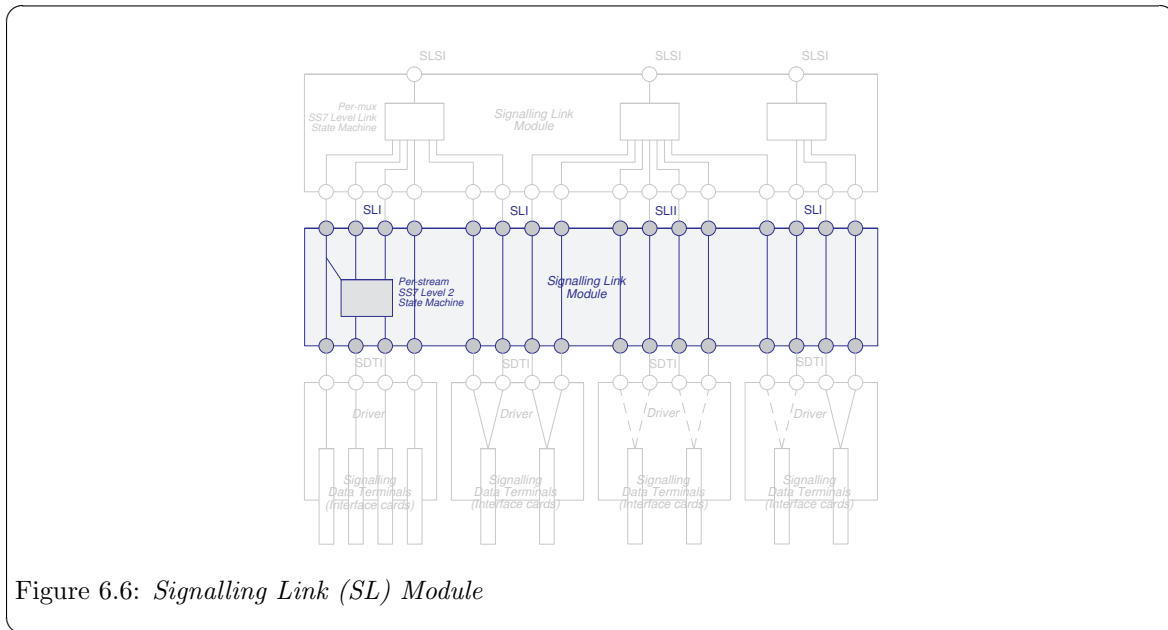 SLSI SLSI SLSI
Per-mux
SS7 Level Link
State Machine
Signalling Link
Module
SLI SLI SLII SLI
Per-stream
SS7 Level 2
State Machine
Signalling Link
Module
SDTI SDTI SDTI SDTI
Driver Driver Driver Driver
Signalling
Data Terminals
(Interface cards)
Signalling
Data Terminals
(Interface cards)
Signalling
Data Terminals
(Interface cards)
Signalling
Data Terminals
(Interface cards)
Figure 6.6: Signalling Link (SL) Module